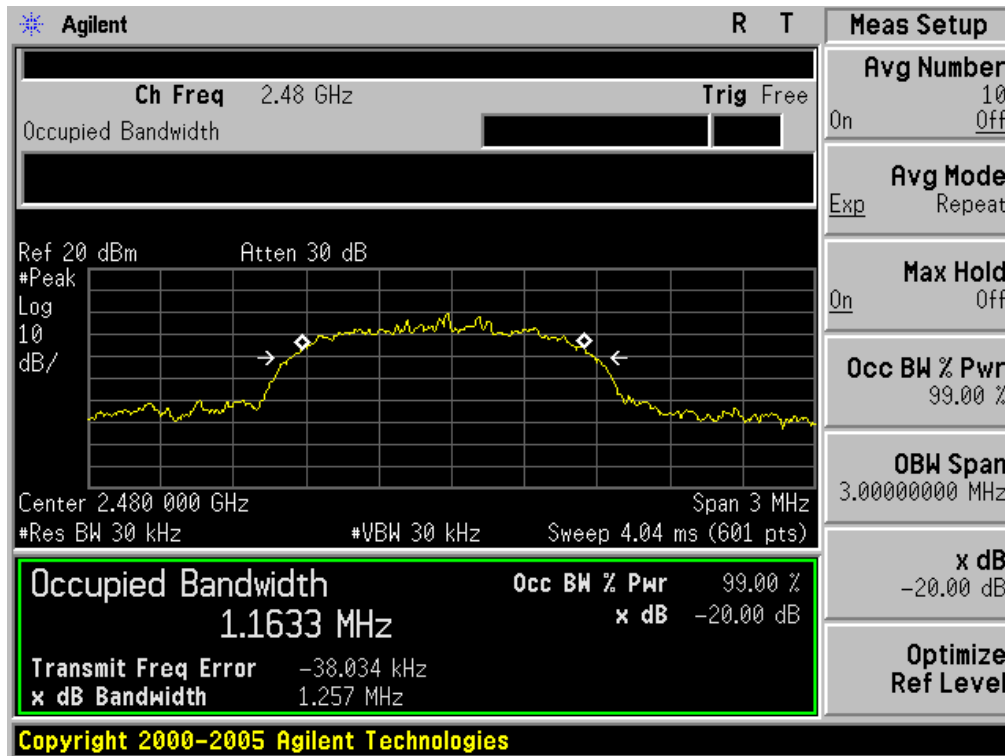 Agilent R T
Ch Freq 2.48 GHz Trig Free
Occupied Bandwidth
Ref 20 dBm Atten 30 dB
#Peak
Log
10
dB/
Center 2.480 000 GHz Span 3 MHz
#Res BW 30 kHz #VBW 30 kHz Sweep 4.04 ms (601 pts)
Occupied Bandwidth Occ BW % Pwr 99.00 %
1.1633 MHz x dB -20.00 dB
Transmit Freq Error -38.034 kHz
x dB Bandwidth 1.257 MHz
Copyright 2000-2005 Agilent Technologies
Meas Setup
Avg Number
10
On Off
Avg Mode
Exp Repeat
Max Hold
On Off
Occ BW % Pwr
99.00 %
OBW Span
3.00000000 MHz
x dB
-20.00 dB
Optimize
Ref Level